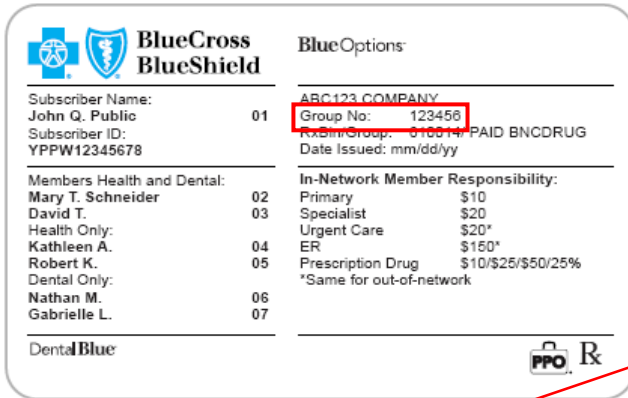 BlueCross
BlueShield
BlueOptions
Subscriber Name:
John Q. Public 01
Subscriber ID:
YPPW12345678
ABC123 COMPANY
Group No: 123456
RxBin/Group: 610014/ PAID BNCDRUG
Date Issued: mm/dd/yy
Members Health and Dental:
Mary T. Schneider 02
David T. 03
Health Only:
Kathleen A. 04
Robert K. 05
Dental Only:
Nathan M. 06
Gabrielle L. 07
In-Network Member Responsibility:
Primary $10
Specialist $20
Urgent Care $20*
ER $150*
Prescription Drug $10/$25/$50/25%
*Same for out-of-network
DentalBlue
PPO Rx